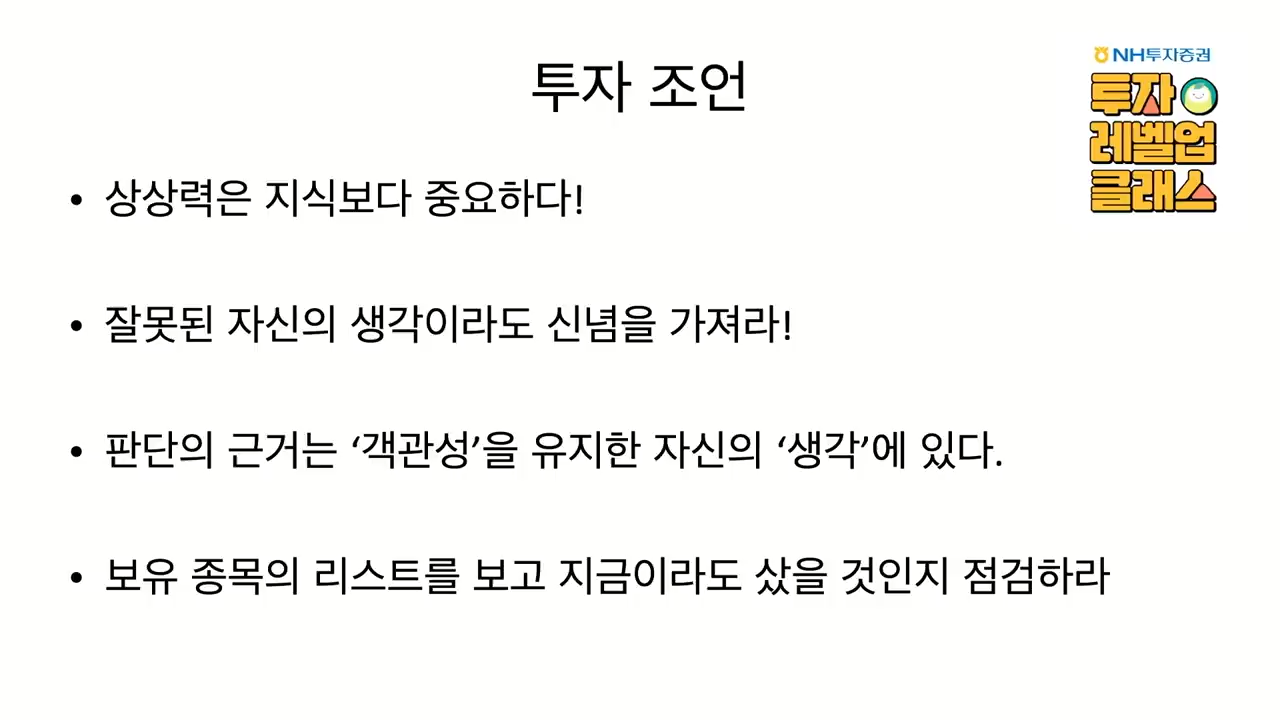 투자 조언
NH투자증권
투자
레벨업
클래스
• 상상력은 지식보다 중요하다!
• 잘못된 자신의 생각이라도 신념을 가져라!
• 판단의 근거는 ‘객관성’을 유지한 자신의 ‘생각’에 있다.
• 보유 종목의 리스트를 보고 지금이라도 샀을 것인지 점검하라